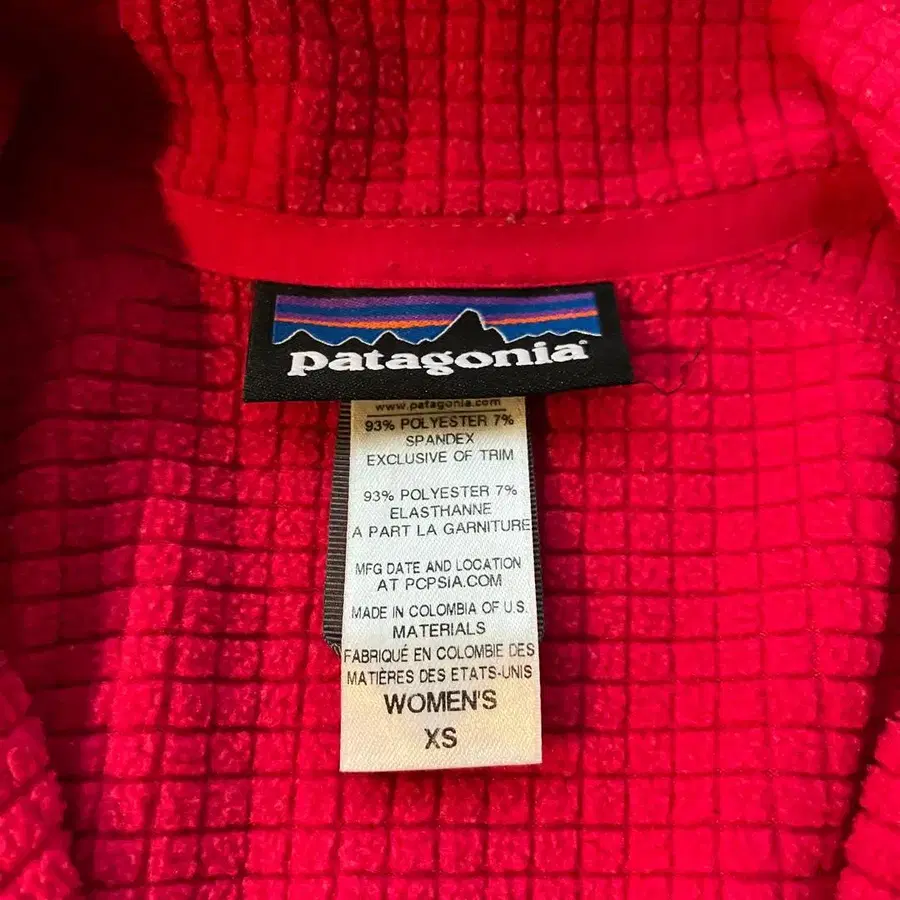 patagonia
www.patagonia.com
93% POLYESTER 7%
SPANDEX
EXCLUSIVE OF TRIM
93% POLYESTER 7%
ELASTHANNE
A PART LA GARNITURE
MFG DATE AND LOCATION
AT PCPSIA.COM
MADE IN COLOMBIA OF U.S.
MATERIALS
FABRIQUÉ EN COLOMBIE DES
MATIÈRES DES ETATS-UNIS
WOMEN'S
XS